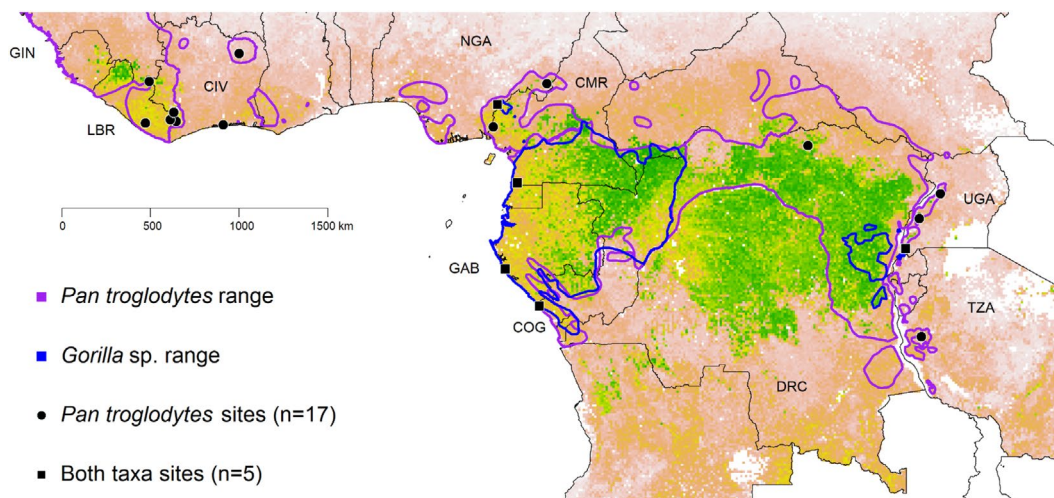 NGA
GIN
CMR
CIV
LBR
UGA
0 500 1000 1500 km
GAB
Pan troglodytes range
TZA
COG
Gorilla sp. range
DRC
Pan troglodytes sites (n=17)
Both taxa sites (n=5)